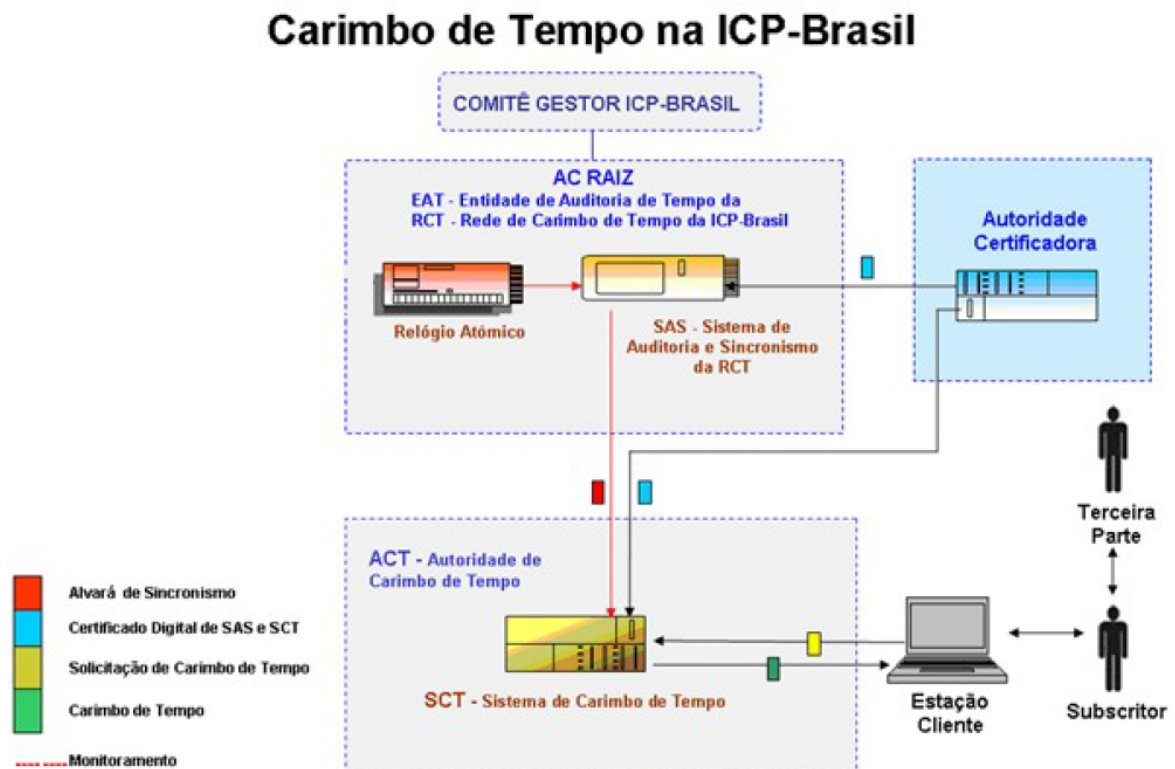 Carimbo de Tempo na ICP-Brasil
COMITÊ GESTOR ICP-BRASIL
AC RAIZ
EAT - Entidade de Auditoria de Tempo da
RCT - Rede de Carimbo de Tempo da ICP-Brasil
Relógio Atômico
SAS - Sistema de
Auditoria e Sincronismo
da RCT
Autoridade
Certificadora
Terceira
Parte
ACT - Autoridade de
Carimbo de Tempo
SCT - Sistema de Carimbo de Tempo
Estação
Cliente
Subscritor
Alvará de Sincronismo
Certificado Digital de SAS e SCT
Solicitação de Carimbo de Tempo
Carimbo de Tempo
Monitoramento